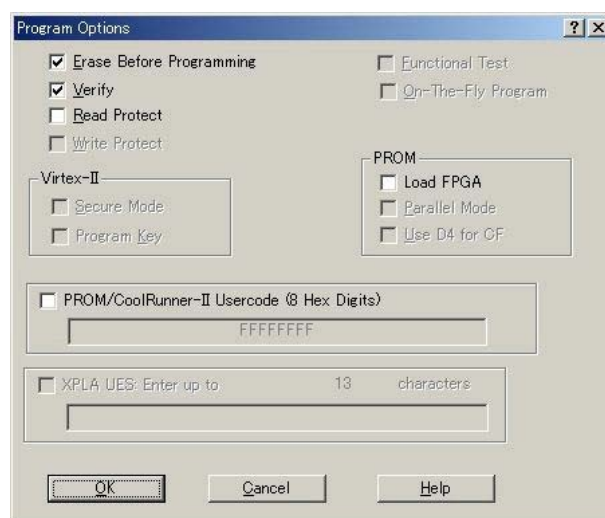 Program Options
Erase Before Programming
Verify
Read Protect
Write Protect
Functional Test
On-The-Fly Program
Virtex-II
Secure Mode
Program Key
PROM
Load FPGA
Parallel Mode
Use D4 for CF
PROM/CoolRunner-II Usercode (8 Hex Digits)
FFFFFFFF
XPLA UES: Enter up to 13 characters
OK
Cancel
Help